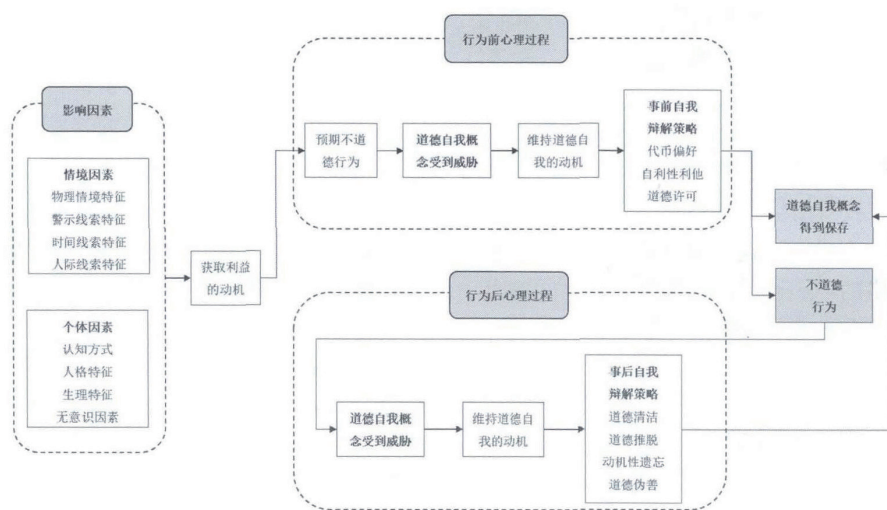 行为前心理过程
影响因素
情境因素
物理情境特征
警示线索特征
时间线索特征
人际线索特征
个体因素
认知方式
人格特征
生理特征
无意识因素
获取利益
的动机
预期不道
德行为
道德自我概
念受到威胁
维持道德自
我的动机
事前自我
辩解策略
代币偏好
自利性利他
道德许可
道德自我概念
得到保存
不道德
行为
行为后心理过程
道德自我概
念受到威胁
维持道德自
我的动机
事后自我
辩解策略
道德清洁
道德推脱
动机性遗忘
道德伪善